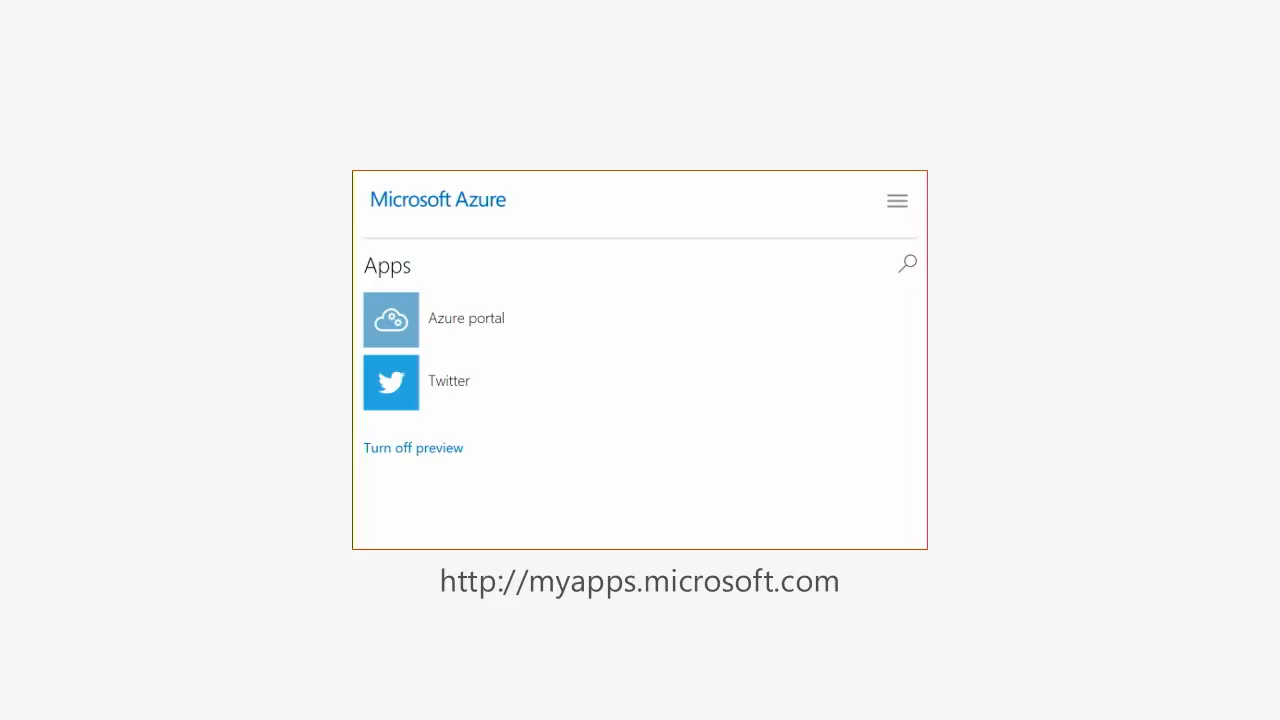 Microsoft Azure
Apps
Azure portal
Twitter
Turn off preview
http://myapps.microsoft.com